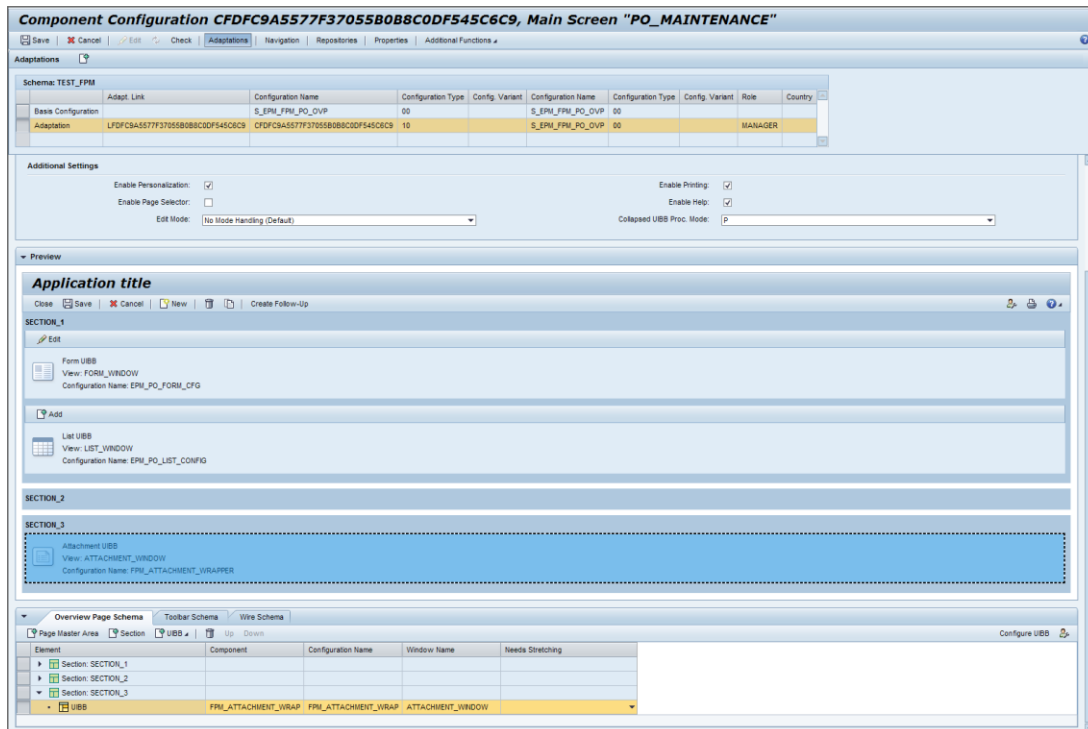 Component Configuration CFDFC9A5577F37055B0B8C0DF545C6C9, Main Screen "PO_MAINTENANCE"
Save Cancel Edit Check Adaptations Navigation Repositories Properties Additional Functions
Adaptations
Schema: TEST_FPM
Adapt. Link Configuration Name Configuration Type Config. Variant Configuration Name Configuration Type Config. Variant Role Country
Basis Configuration S_EPM_FPM_PO_OVP 00
Adaptation LFDFC9A5577F37055B0B8C0DF545C6C9 CFDFC9A5577F37055B0B8C0DF545C6C9 10 S_EPM_FPM_PO_OVP 00 MANAGER
Additional Settings
Enable Personalization: Enable Printing:
Enable Page Selector: Enable Help:
Edit Mode: No Mode Handling (Default) Collapsed UIBB Proc. Mode: P
Preview
Application title
Close Save Cancel New Create Follow-Up
SECTION_1
Edit
Form UIBB
View: FORM_WINDOW
Configuration Name: EPM_PO_FORM_CFG
Add
List UIBB
View: LIST_WINDOW
Configuration Name: EPM_PO_LIST_CONFIG
SECTION_2
SECTION_3
Attachment UIBB
View: ATTACHMENT_WINDOW
Configuration Name: FPM_ATTACHMENT_WRAPPER
Overview Page Schema Toolbar Schema Wire Schema
Page Master Area Section UIBB Up Down Configure UIBB
Element Component Configuration Name Window Name Needs Stretching
Section: SECTION_1
Section: SECTION_2
Section: SECTION_3
UIBB FPM_ATTACHMENT_WRAP FPM_ATTACHMENT_WRAP ATTACHMENT_WINDOW